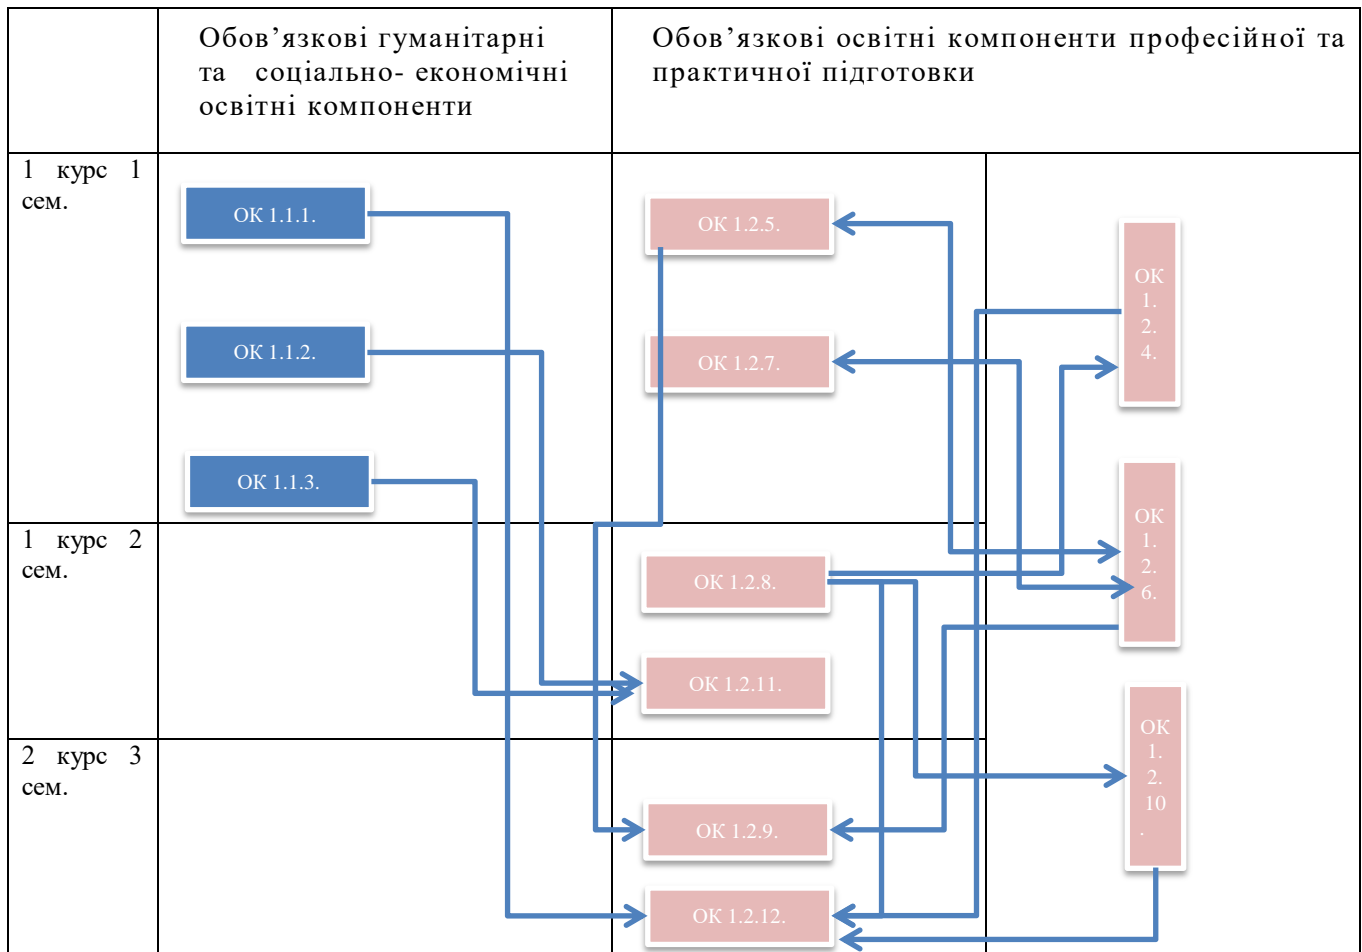 Обов’язкові гуманітарні
та соціально- економічні
освітні компоненти
Обов’язкові освітні компоненти професійної та
практичної підготовки
1 курс 1
сем.
ОК 1.1.1.
ОК 1.2.5.
ОК
1.
2.
4.
ОК 1.1.2.
ОК 1.2.7.
ОК 1.1.3.
ОК
1.
2.
6.
1 курс 2
сем.
ОК 1.2.8.
ОК 1.2.11.
ОК
1.
2.
10
.
2 курс 3
сем.
ОК 1.2.9.
ОК 1.2.12.